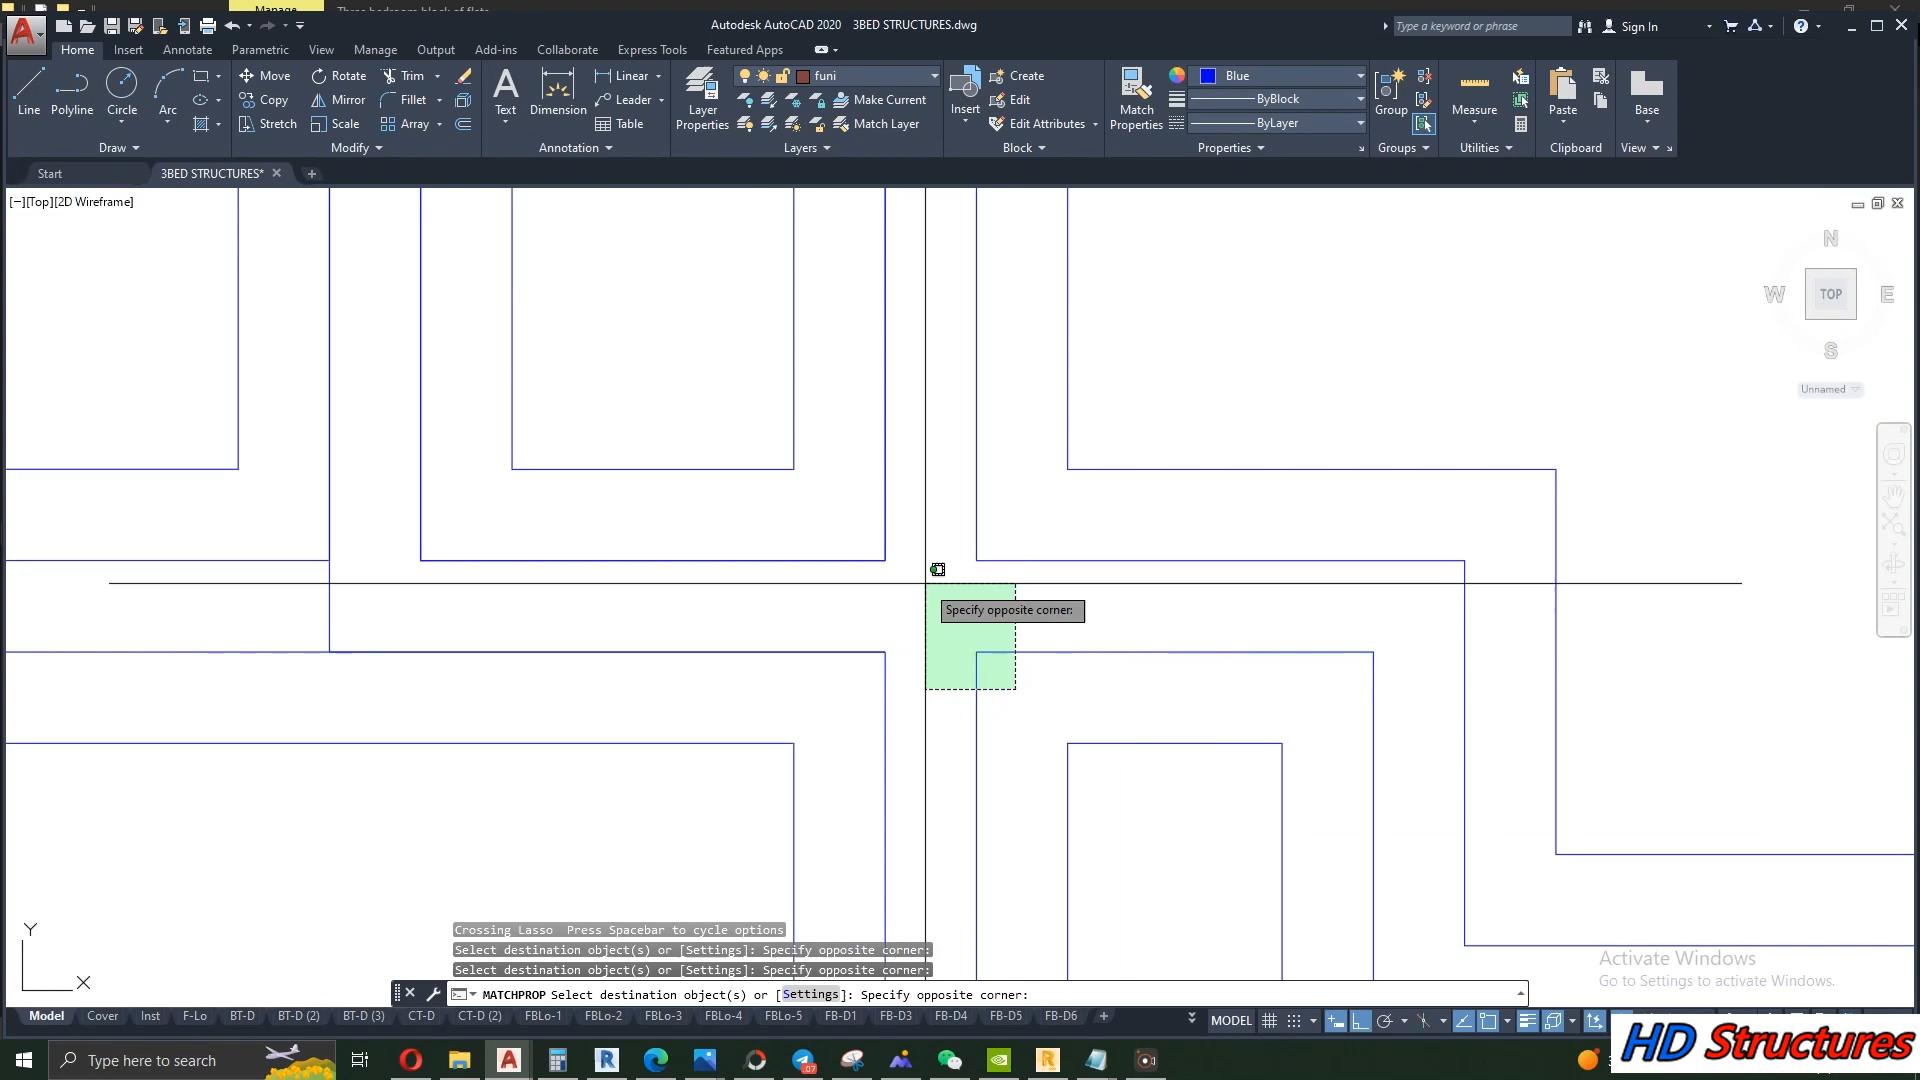 Manage
Autodesk AutoCAD 2020 3BED STRUCTURES.dwg
Type a keyword or phrase
Sign In
Home Insert Annotate Parametric View Manage Output Add-ins Collaborate Express Tools Featured Apps
Line Polyline Circle Arc
Move Rotate Trim
Copy Mirror Fillet
Stretch Scale Array
Text Dimension
Linear
Leader
Table
Layer Properties
funi
Make Current
Match Layer
Insert
Create
Edit
Edit Attributes
Match Properties
Blue
ByBlock
ByLayer
Group
Measure
Paste
Base
Draw Modify Annotation Layers Block Properties Groups Utilities Clipboard View
Start 3BED STRUCTURES*
[−][Top][2D Wireframe]
N
W TOP E
S
Unnamed
Specify opposite corner:
Y
X
Crossing Lasso Press Spacebar to cycle options
Select destination object(s) or [Settings]: Specify opposite corner:
Select destination object(s) or [Settings]: Specify opposite corner:
MATCHPROP Select destination object(s) or [Settings]: Specify opposite corner:
Activate Windows
Go to Settings to activate Windows.
Model Cover Inst F-Lo BT-D BT-D (2) BT-D (3) CT-D CT-D (2) FBLo-1 FBLo-2 FBLo-3 FBLo-4 FBLo-5 FB-D1 FB-D3 FB-D4 FB-D5 FB-D6
MODEL
Type here to search
HD Structures